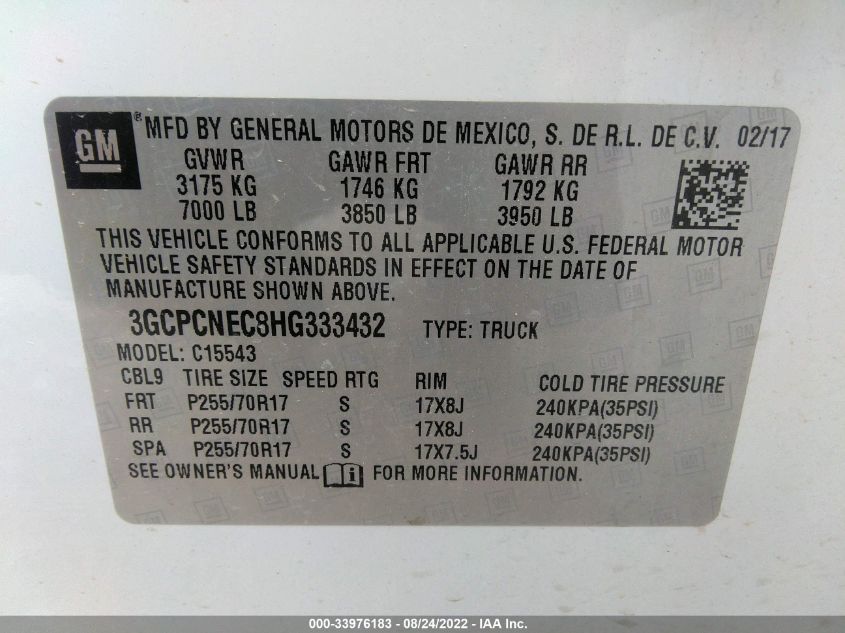 GM ® MFD BY GENERAL MOTORS DE MEXICO, S. DE R.L. DE C.V. 02/17
GVWR GAWR FRT GAWR RR
3175 KG 1746 KG 1792 KG
7000 LB 3850 LB 3950 LB
THIS VEHICLE CONFORMS TO ALL APPLICABLE U.S. FEDERAL MOTOR
VEHICLE SAFETY STANDARDS IN EFFECT ON THE DATE OF
MANUFACTURE SHOWN ABOVE.
3GCPCNEC8HG333432 TYPE: TRUCK
MODEL: C15543
CBL9 TIRE SIZE SPEED RTG RIM COLD TIRE PRESSURE
FRT P255/70R17 S 17X8J 240KPA(35PSI)
RR P255/70R17 S 17X8J 240KPA(35PSI)
SPA P255/70R17 S 17X7.5J 240KPA(35PSI)
SEE OWNER'S MANUAL i FOR MORE INFORMATION.
000-33976183 - 08/24/2022 - IAA Inc.